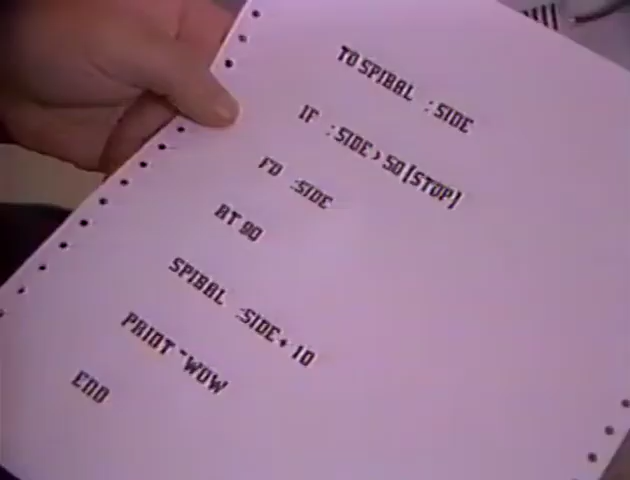 TO SPIRAL :SIDE
IF :SIDE > 50 [STOP]
FD :SIDE
RT 90
SPIRAL :SIDE + 10
PRINT "WOW
END